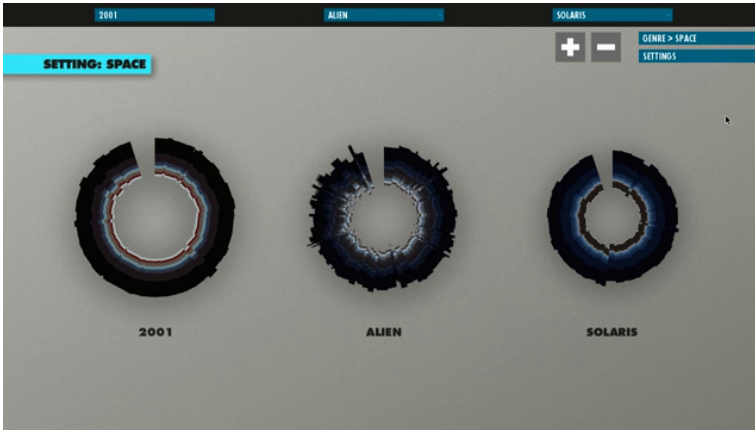 2001
ALIEN
SOLARIS
GENRE > SPACE
SETTINGS
SETTING: SPACE
2001
ALIEN
SOLARIS